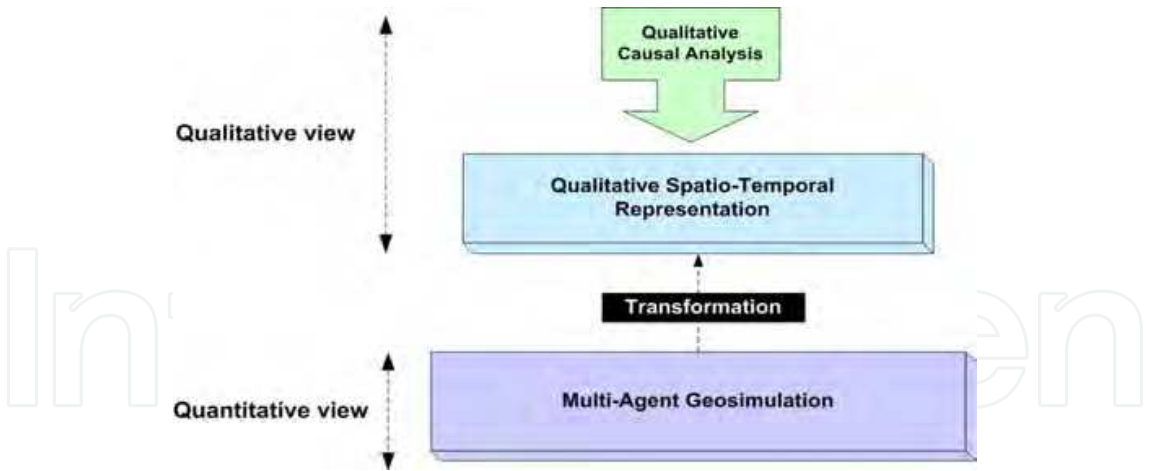 Qualitative
Causal Analysis
Qualitative view
Qualitative Spatio-Temporal
Representation
Transformation
Quantitative view
Multi-Agent Geosimulation